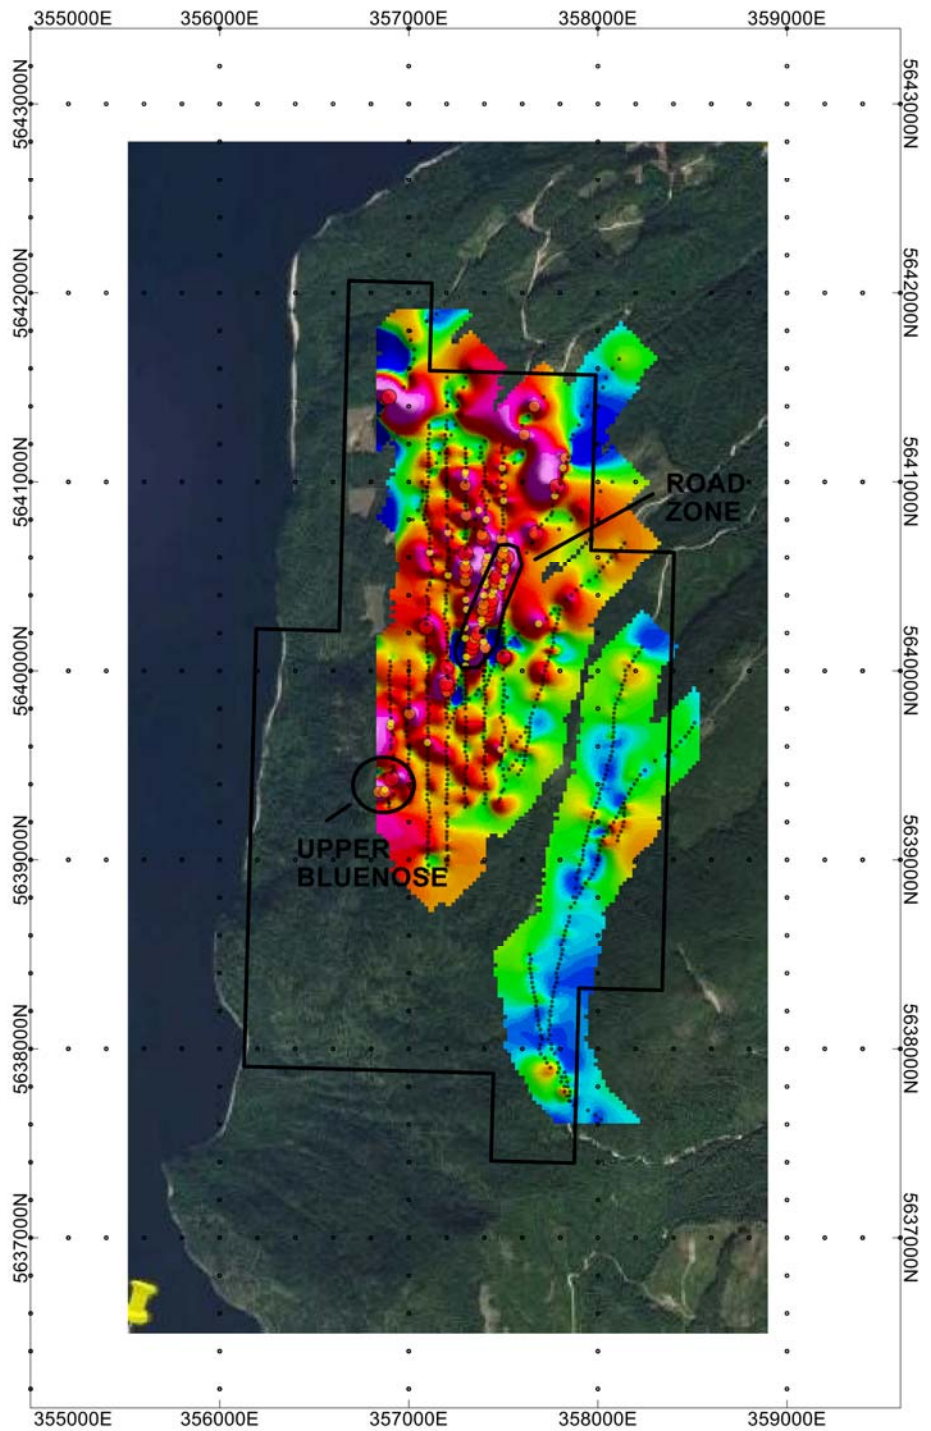 355000E 356000E 357000E 358000E 359000E
5643000N 5643000N
5642000N 5642000N
5641000N 5641000N
ROAD
ZONE
5640000N 5640000N
UPPER
BLUENOSE
5639000N 5639000N
5638000N 5638000N
5637000N 5637000N
355000E 356000E 357000E 358000E 359000E